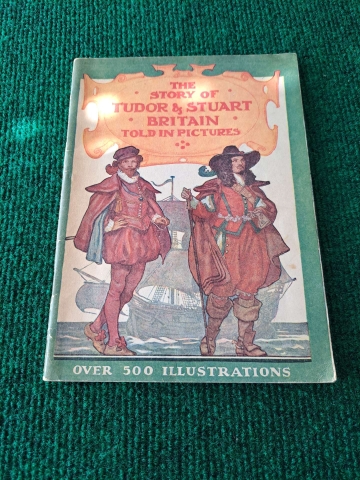 THE
STORY OF
TUDOR & STUART
BRITAIN
TOLD IN PICTURES
OVER 500 ILLUSTRATIONS